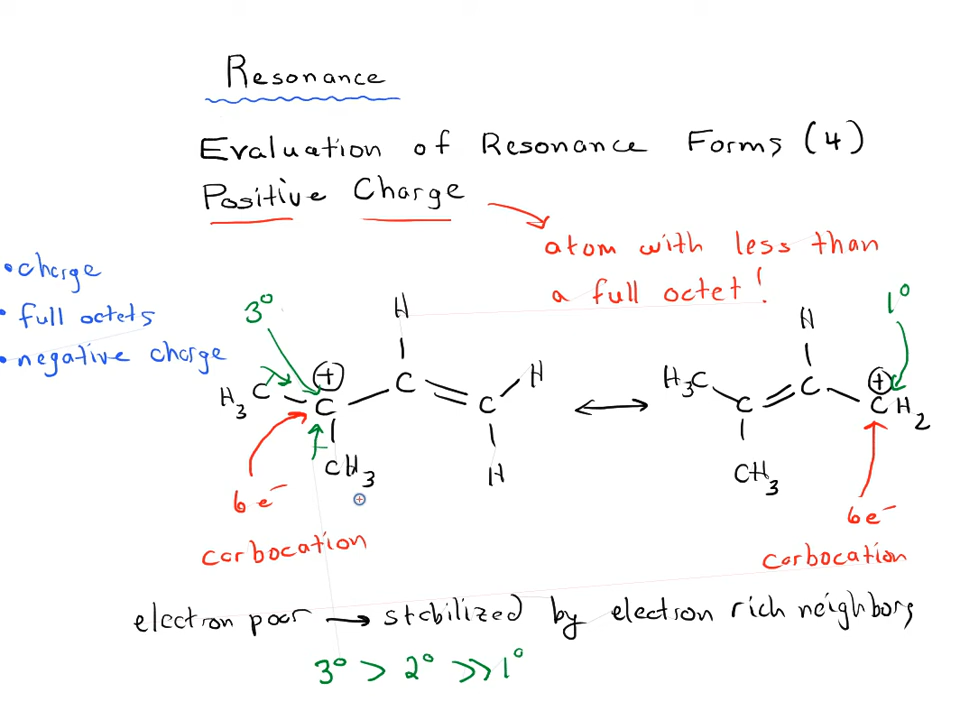 Resonance
Evaluation of Resonance Forms (4)
Positive Charge
atom with less than
a full octet!
• charge
• full octets
• negative charge
3° H H 1°
H3C C ⊕ C C H H3C C C ⊕ CH2
CH3 H CH3
6e⁻ 6e⁻
carbocation carbocation
electron poor → stabilized by electron rich neighbors
3° > 2° >> 1°